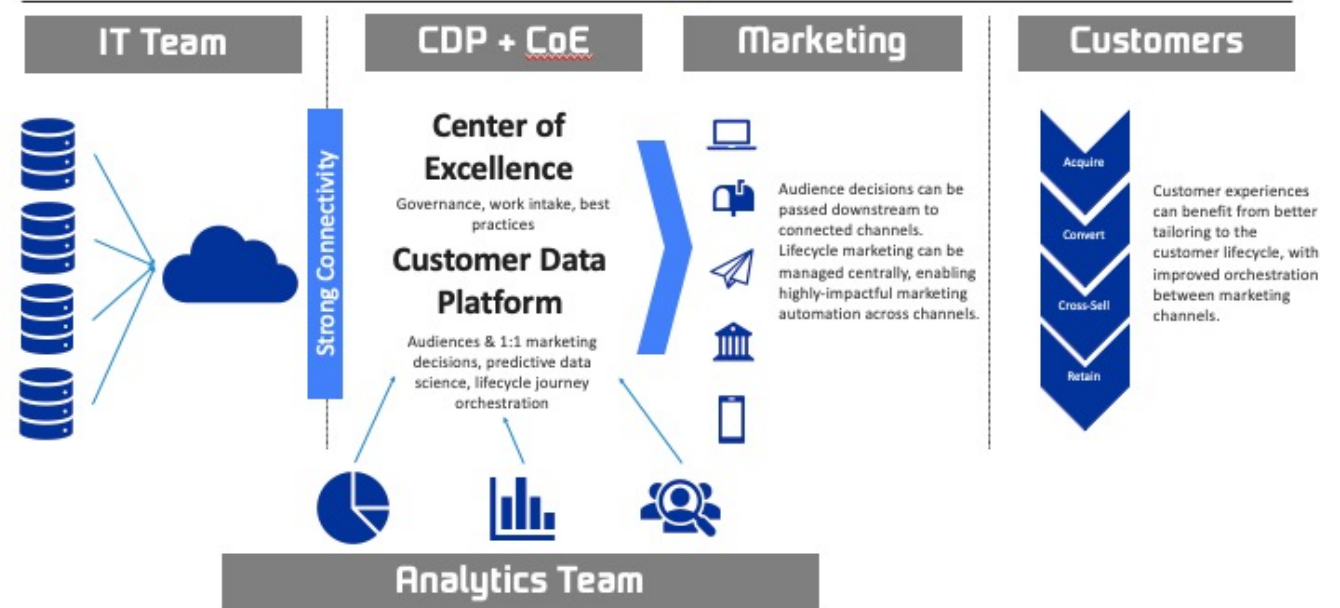 IT Team
CDP + CoE
Marketing
Customers
Strong Connectivity
Center of
Excellence
Governance, work intake, best
practices
Customer Data
Platform
Audiences & 1:1 marketing
decisions, predictive data
science, lifecycle journey
orchestration
Audience decisions can be
passed downstream to
connected channels.
Lifecycle marketing can be
managed centrally, enabling
highly-impactful marketing
automation across channels.
Acquire
Convert
Cross-Sell
Retain
Customer experiences
can benefit from better
tailoring to the
customer lifecycle, with
improved orchestration
between marketing
channels.
Analytics Team